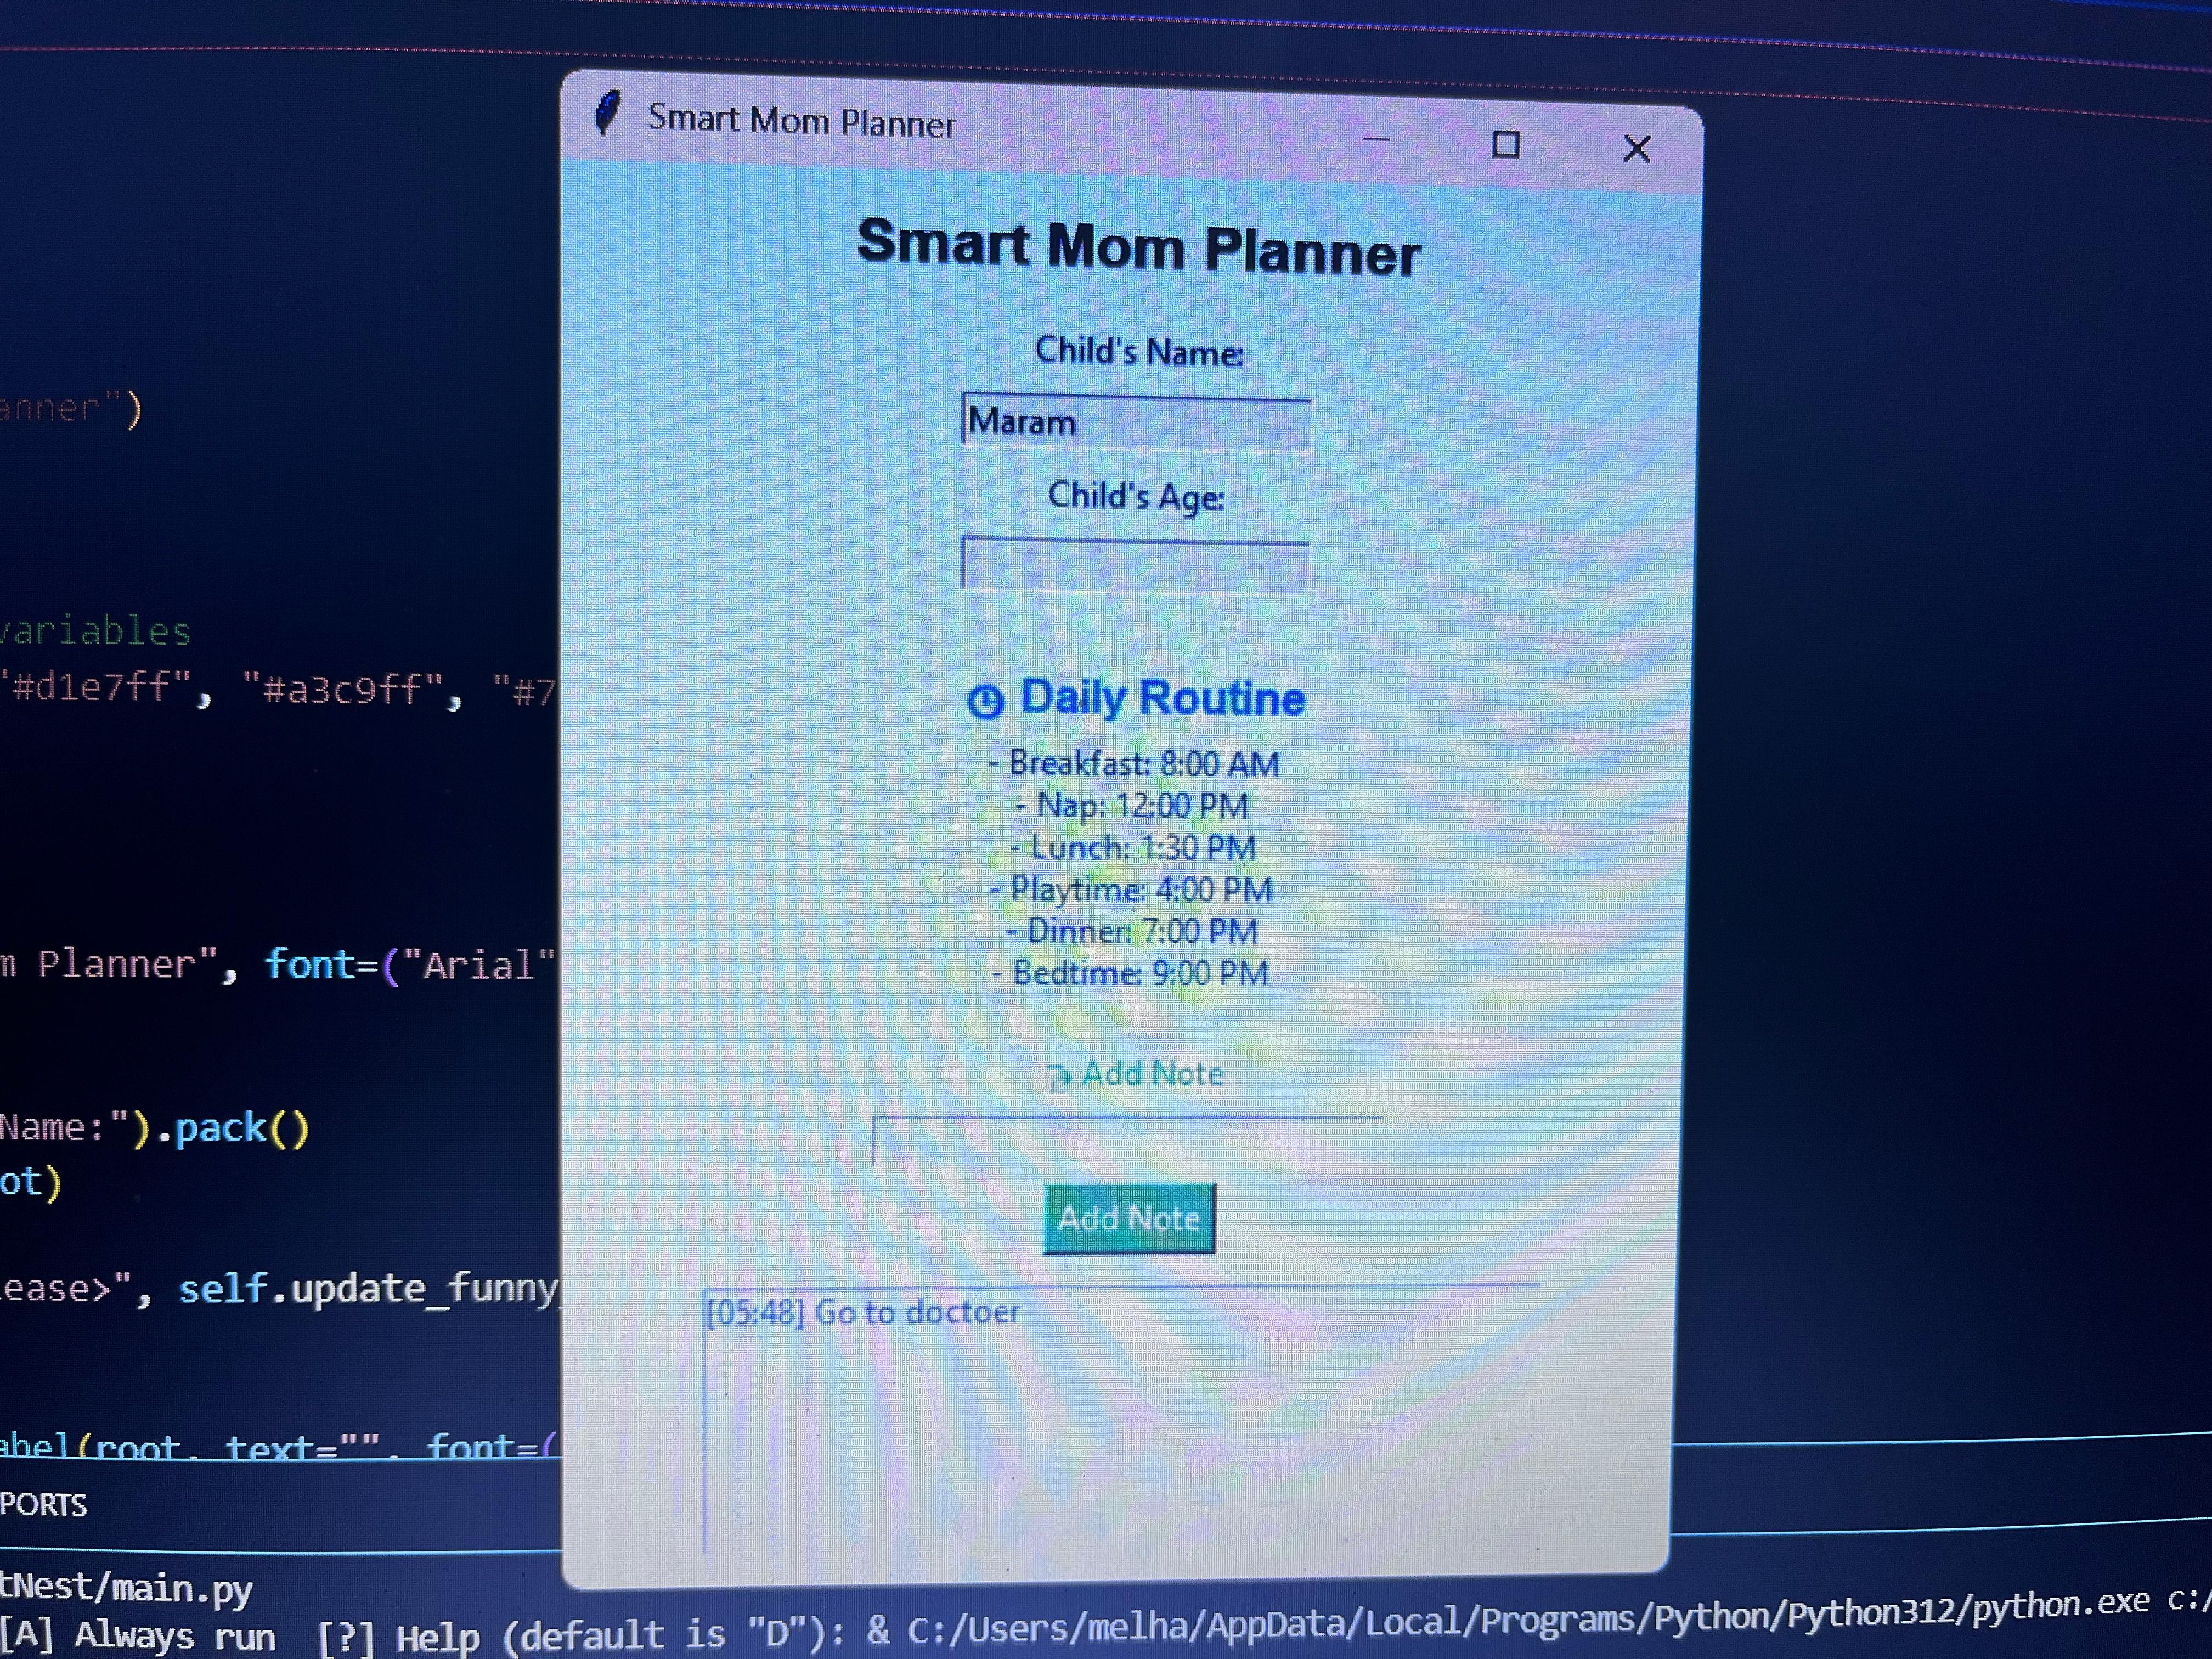 Smart Mom Planner
Smart Mom Planner
Child's Name:
Maram
Child's Age:
Daily Routine
- Breakfast: 8:00 AM
- Nap: 12:00 PM
- Lunch: 1:30 PM
- Playtime: 4:00 PM
- Dinner: 7:00 PM
- Bedtime: 9:00 PM
Add Note
Add Note
[05:48] Go to doctoer
anner")
variables
"#d1e7ff", "#a3c9ff", "#7
m Planner", font=("Arial"
Name:").pack()
ot)
ease>", self.update_funny_
abel(root, text="", font=(
PORTS
tNest/main.py
[A] Always run [?] Help (default is "D"): & C:/Users/melha/AppData/Local/Programs/Python/Python312/python.exe c:/